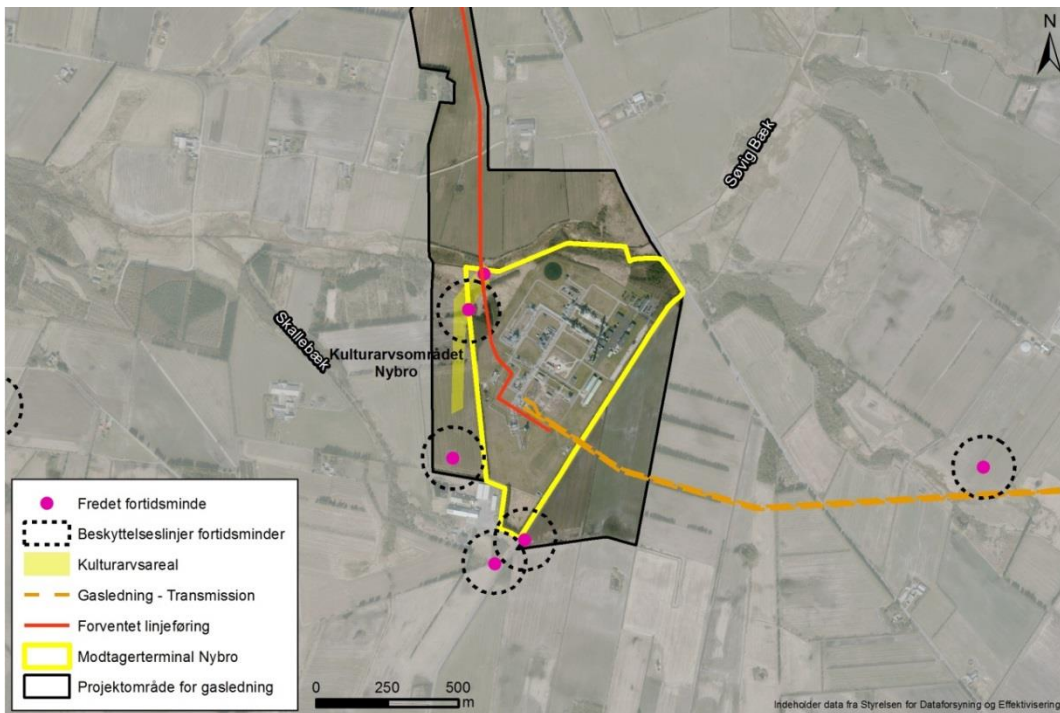 N
Søvig Bæk
Skallebæk
Kulturarvsområdet
Nybro
Fredet fortidsminde
Beskyttelseslinjer fortidsminder
Kulturarvsareal
Gasledning - Transmission
Forventet linjeføring
Modtagerterminal Nybro
Projektområde for gasledning
0 250 500
m
Indeholder data fra Styrelsen for Dataforsyning og Effektivisering